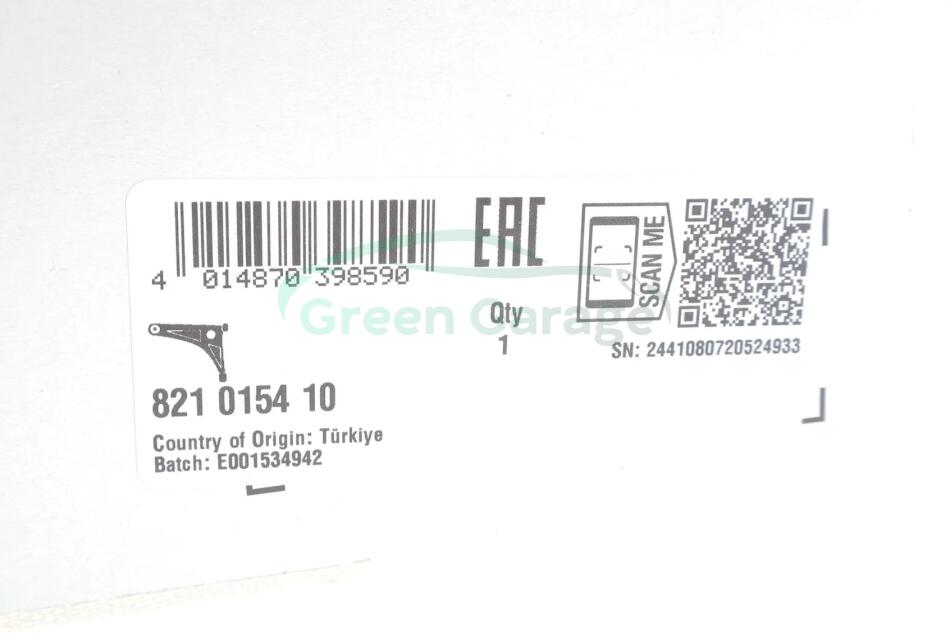 4 014870 398590
EAC
SCAN ME
Green Garage
Qty
1
SN: 2441080720524933
821 0154 10
Country of Origin: Türkiye
Batch: E001534942